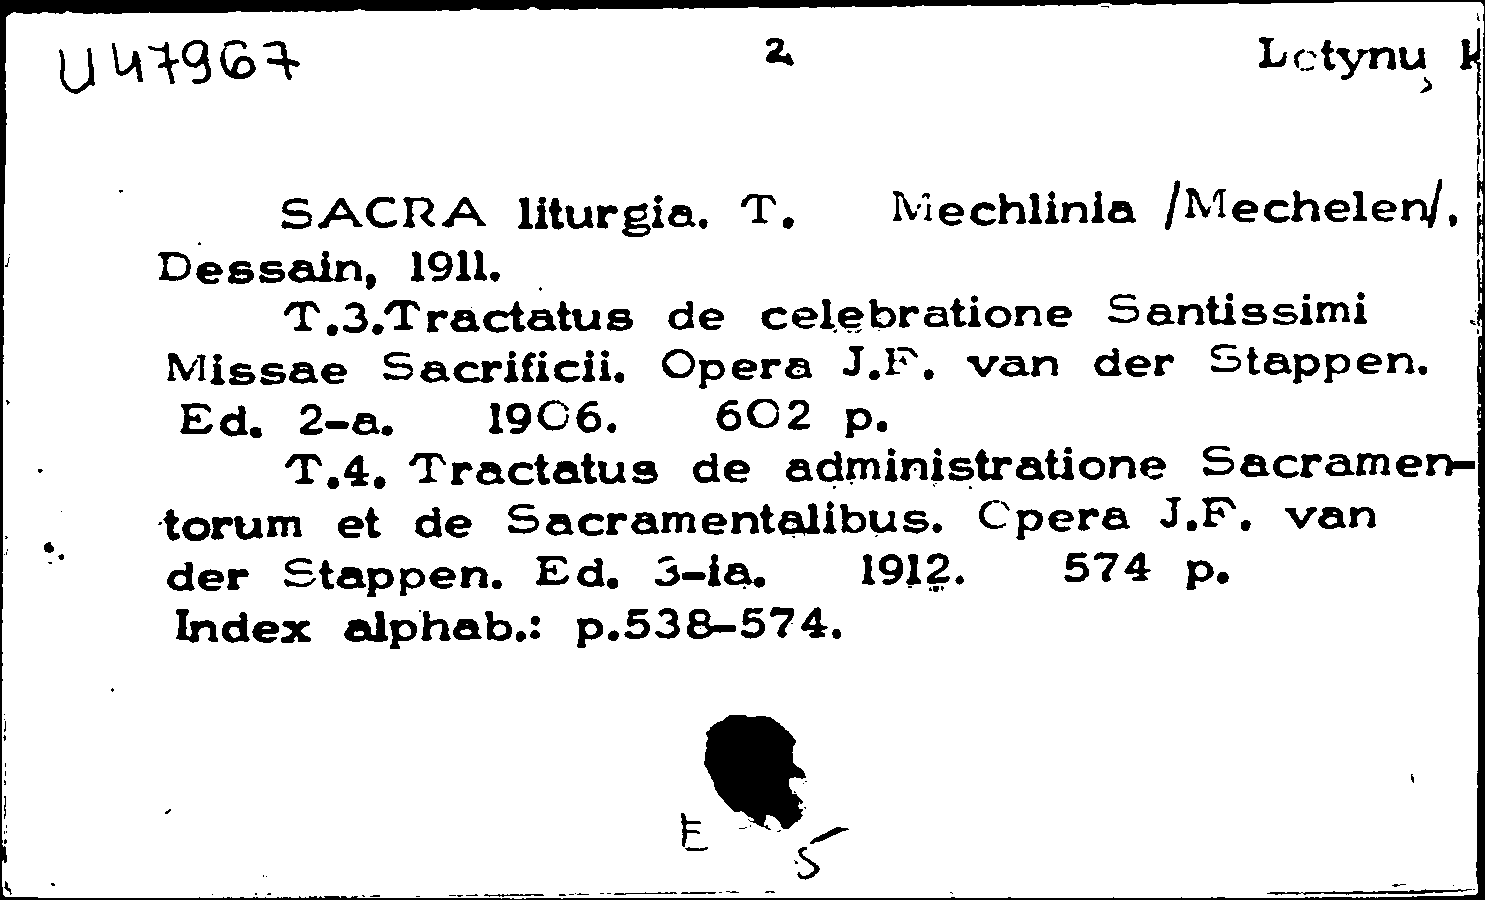 U47967 2 Lotynų k
SACRA liturgia. T. Mechlinia /Mechelen/,
Dessain, 1911.
T.3.Tractatus de celebratione Santissimi
Missae Sacrificii. Opera J.F. van der Stappen.
Ed. 2-a. 1906. 602 p.
T.4. Tractatus de administratione Sacramen-
torum et de Sacramentalibus. Opera J.F. van
der Stappen. Ed. 3-ia. 1912. 574 p.
Index alphab.: p.538-574.
E 5